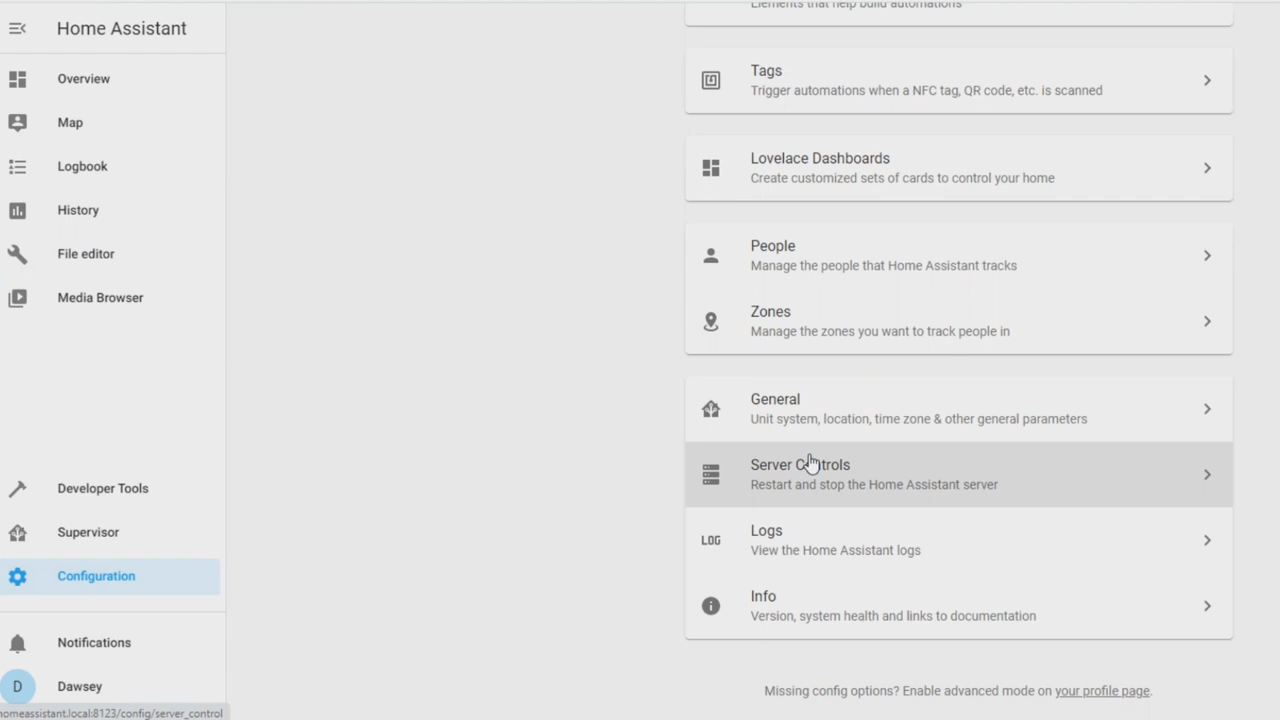 Home Assistant
Overview
Map
Logbook
History
File editor
Media Browser
Developer Tools
Supervisor
Configuration
Notifications
D
Dawsey
homeassistant.local:8123/config/server_control
Elements that help build automations
Tags
Trigger automations when a NFC tag, QR code, etc. is scanned
Lovelace Dashboards
Create customized sets of cards to control your home
People
Manage the people that Home Assistant tracks
Zones
Manage the zones you want to track people in
General
Unit system, location, time zone & other general parameters
Server Controls
Restart and stop the Home Assistant server
LOG
Logs
View the Home Assistant logs
Info
Version, system health and links to documentation
Missing config options? Enable advanced mode on your profile page.